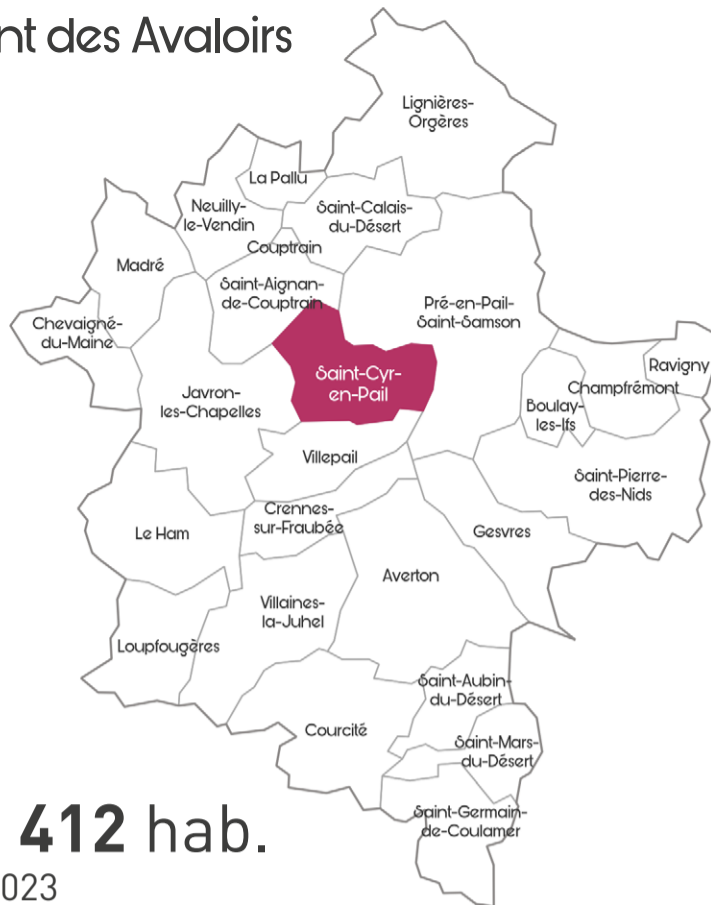 nt des Avaloirs
Lignières-
Orgères
La Pallu
Neuilly-
le-Vendin
Saint-Calais-
du-Désert
Couptrain
Madré
Saint-Aignan-
de-Couptrain
Pré-en-Pail-
Saint-Samson
Chevaigné-
du-Maine
Ravigny
Saint-Cyr-
en-Pail
Champfrémont
Javron-
les-Chapelles
Boulay-
les-Ifs
Villepail
Saint-Pierre-
des-Nids
Crennes-
sur-Fraubée
Le Ham
Gesvres
Averton
Villaines-
la-Juhel
Loupfougères
Saint-Aubin-
du-Désert
Courcité
Saint-Mars-
du-Désert
Saint-Germain-
de-Coulamer
412 hab.
023